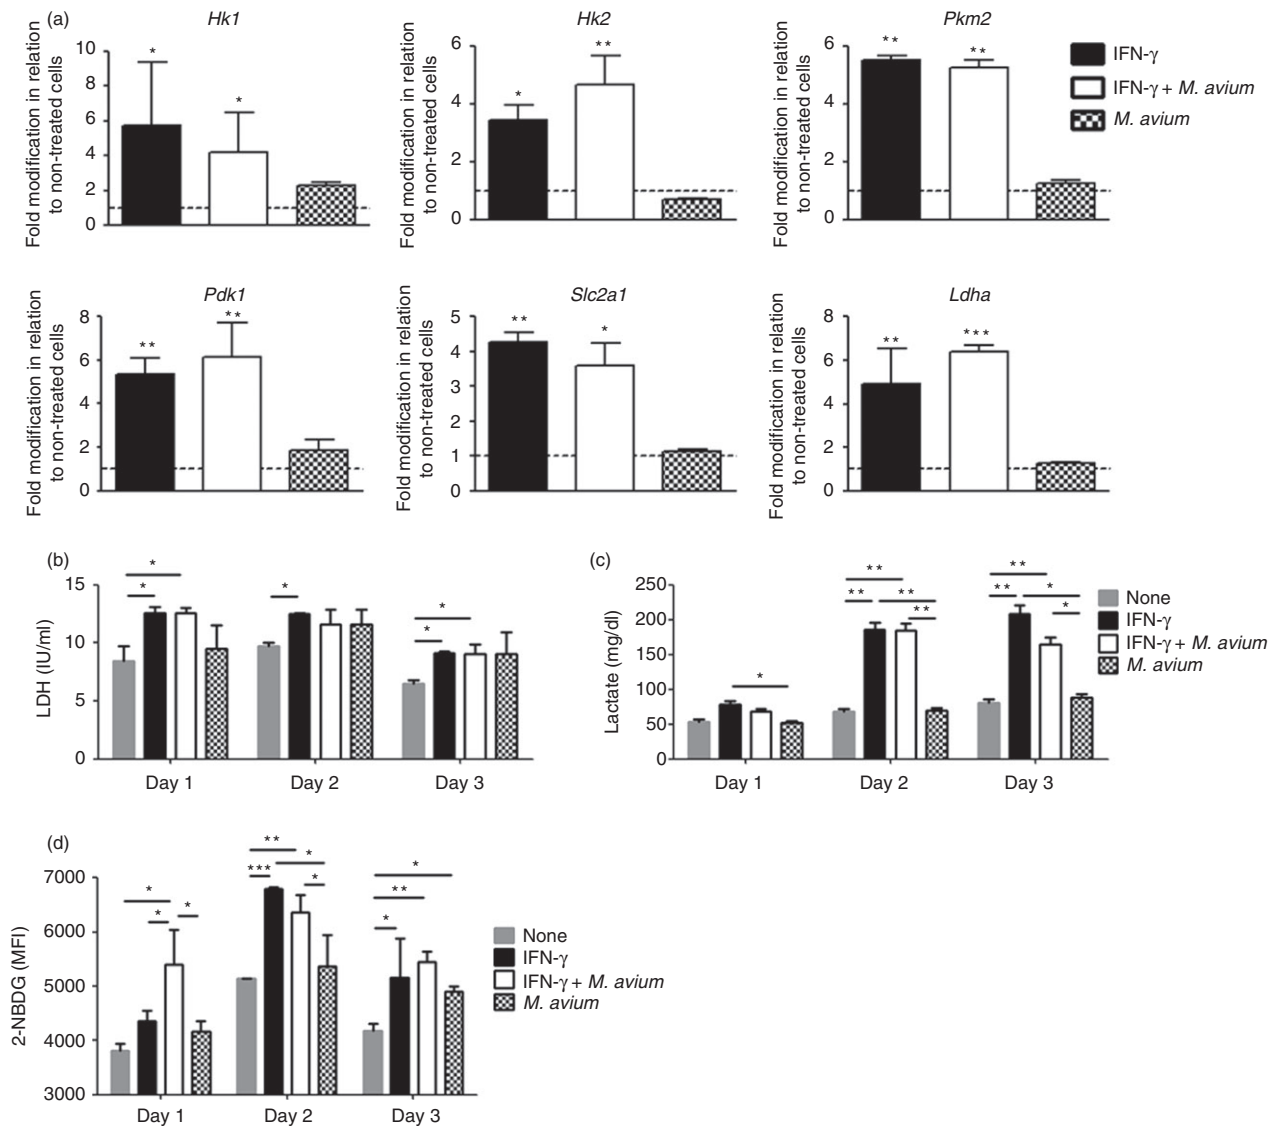 (a)
Hk1
Fold modification in relation
to non-treated cells
10
8
6
4
2
0
*
*
Hk2
Fold modification in relation
to non-treated cells
6
4
2
0
*
**
Pkm2
Fold modification in relation
to non-treated cells
6
4
2
0
**
**
IFN-γ
IFN-γ + M. avium
M. avium
Pdk1
Fold modification in relation
to non-treated cells
8
6
4
2
0
**
**
Slc2a1
Fold modification in relation
to non-treated cells
5
4
3
2
1
0
**
*
Ldha
Fold modification in relation
to non-treated cells
8
6
4
2
0
**
***
(b)
LDH (IU/ml)
15
10
5
0
*
*
*
*
*
Day 1
Day 2
Day 3
(c)
Lactate (mg/dl)
250
200
150
100
50
0
*
**
**
**
**
**
**
*
*
Day 1
Day 2
Day 3
None
IFN-γ
IFN-γ + M. avium
M. avium
(d)
2-NBDG (MFI)
7000
6000
5000
4000
3000
*
*
*
**
***
*
*
*
**
*
Day 1
Day 2
Day 3
None
IFN-γ
IFN-γ + M. avium
M. avium